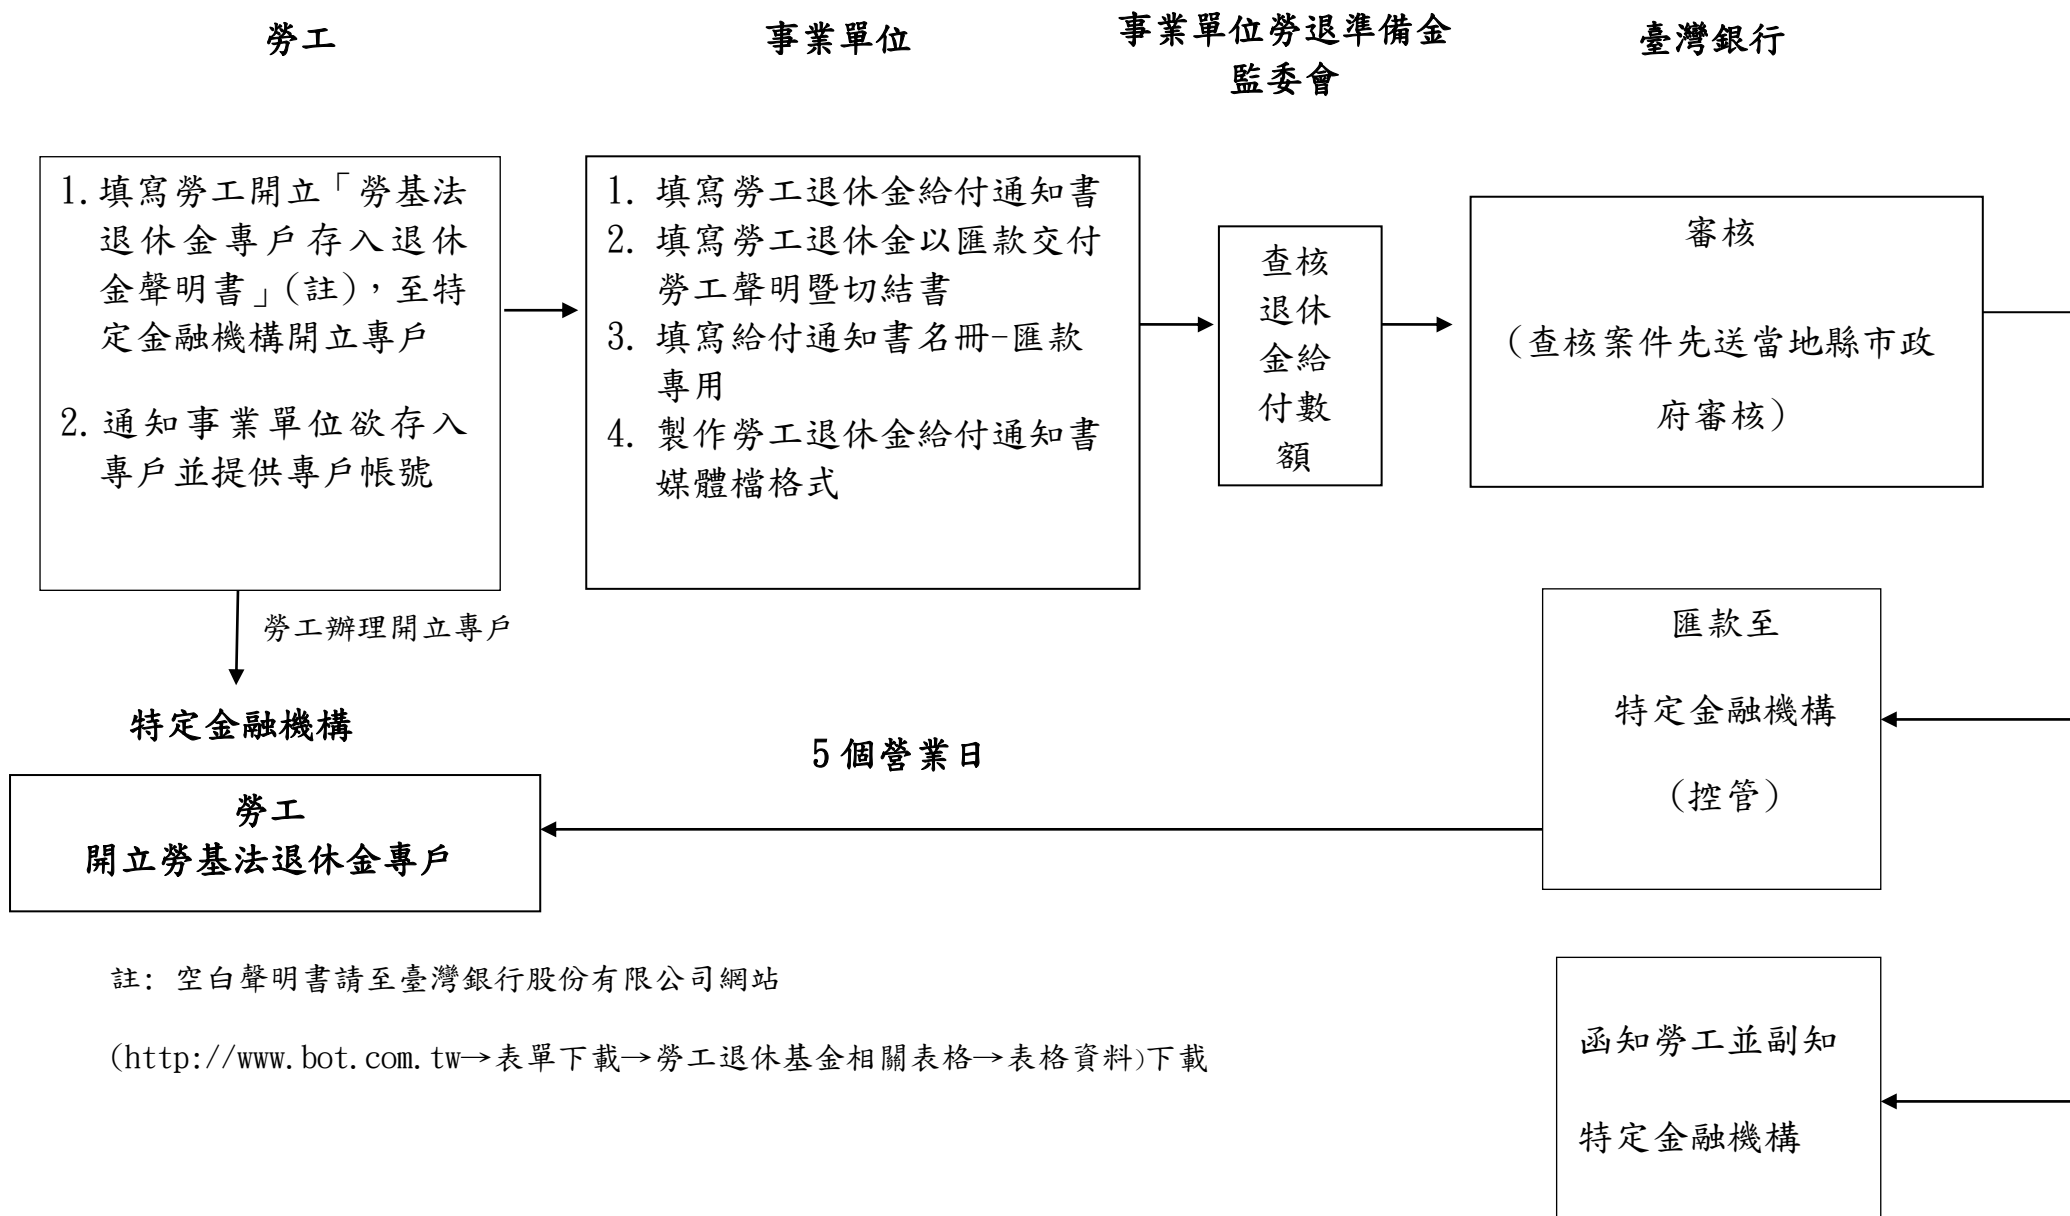 勞工
事業單位
事業單位勞退準備金
監委會
臺灣銀行
1. 填寫勞工開立「勞基法
退休金專戶存入退休
金聲明書」(註)，至特
定金融機構開立專戶
2. 通知事業單位欲存入
專戶並提供專戶帳號
1. 填寫勞工退休金給付通知書
2. 填寫勞工退休金以匯款交付
勞工聲明暨切結書
3. 填寫給付通知書名冊-匯款
專用
4. 製作勞工退休金給付通知書
媒體檔格式
查核
退休
金給
付數
額
審核
（查核案件先送當地縣市政
府審核）
勞工辦理開立專戶
特定金融機構
勞工
開立勞基法退休金專戶
5 個營業日
匯款至
特定金融機構
（控管）
函知勞工並副知
特定金融機構
註: 空白聲明書請至臺灣銀行股份有限公司網站
(http://www.bot.com.tw→表單下載→勞工退休基金相關表格→表格資料)下載